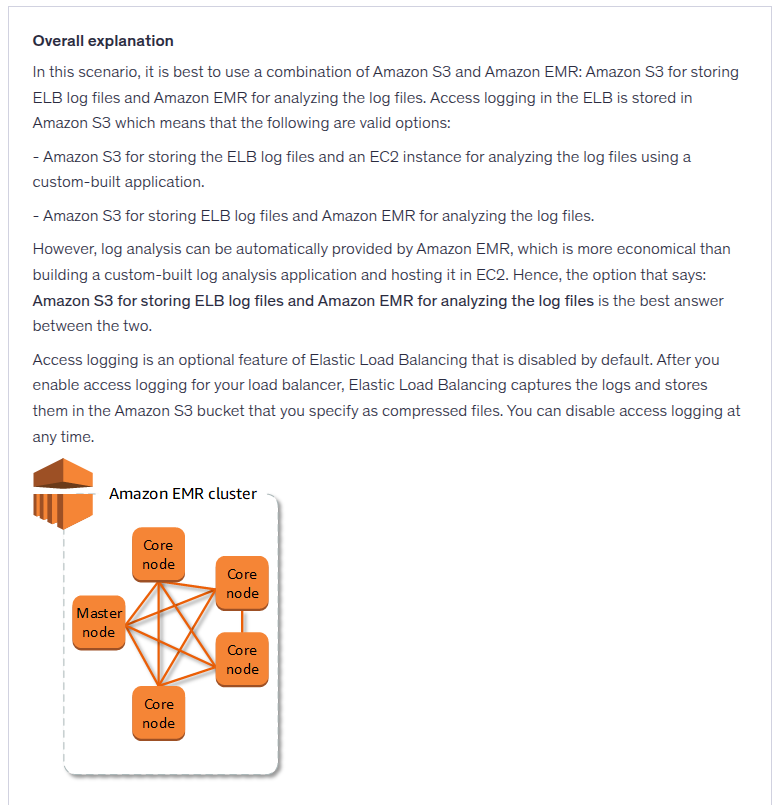 Overall explanation
In this scenario, it is best to use a combination of Amazon S3 and Amazon EMR: Amazon S3 for storing
ELB log files and Amazon EMR for analyzing the log files. Access logging in the ELB is stored in
Amazon S3 which means that the following are valid options:
- Amazon S3 for storing the ELB log files and an EC2 instance for analyzing the log files using a
custom-built application.
- Amazon S3 for storing ELB log files and Amazon EMR for analyzing the log files.
However, log analysis can be automatically provided by Amazon EMR, which is more economical than
building a custom-built log analysis application and hosting it in EC2. Hence, the option that says:
Amazon S3 for storing ELB log files and Amazon EMR for analyzing the log files is the best answer
between the two.
Access logging is an optional feature of Elastic Load Balancing that is disabled by default. After you
enable access logging for your load balancer, Elastic Load Balancing captures the logs and stores
them in the Amazon S3 bucket that you specify as compressed files. You can disable access logging at
any time.
Amazon EMR cluster
Core
node
Core
node
Master
node
Core
node
Core
node